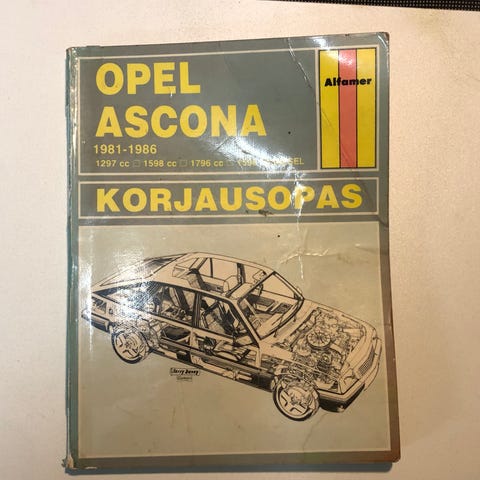 OPEL
ASCONA
1981-1986
1297 cc □ 1598 cc □ 1796 cc □
Alfamer
KORJAUSOPAS